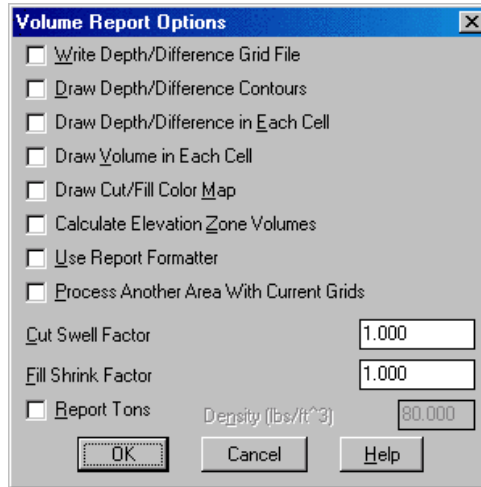 Volume Report Options
Write Depth/Difference Grid File
Draw Depth/Difference Contours
Draw Depth/Difference in Each Cell
Draw Volume in Each Cell
Draw Cut/Fill Color Map
Calculate Elevation Zone Volumes
Use Report Formatter
Process Another Area With Current Grids
Cut Swell Factor 1.000
Fill Shrink Factor 1.000
Report Tons Density (lbs/ft^3) 80.000
OK Cancel Help